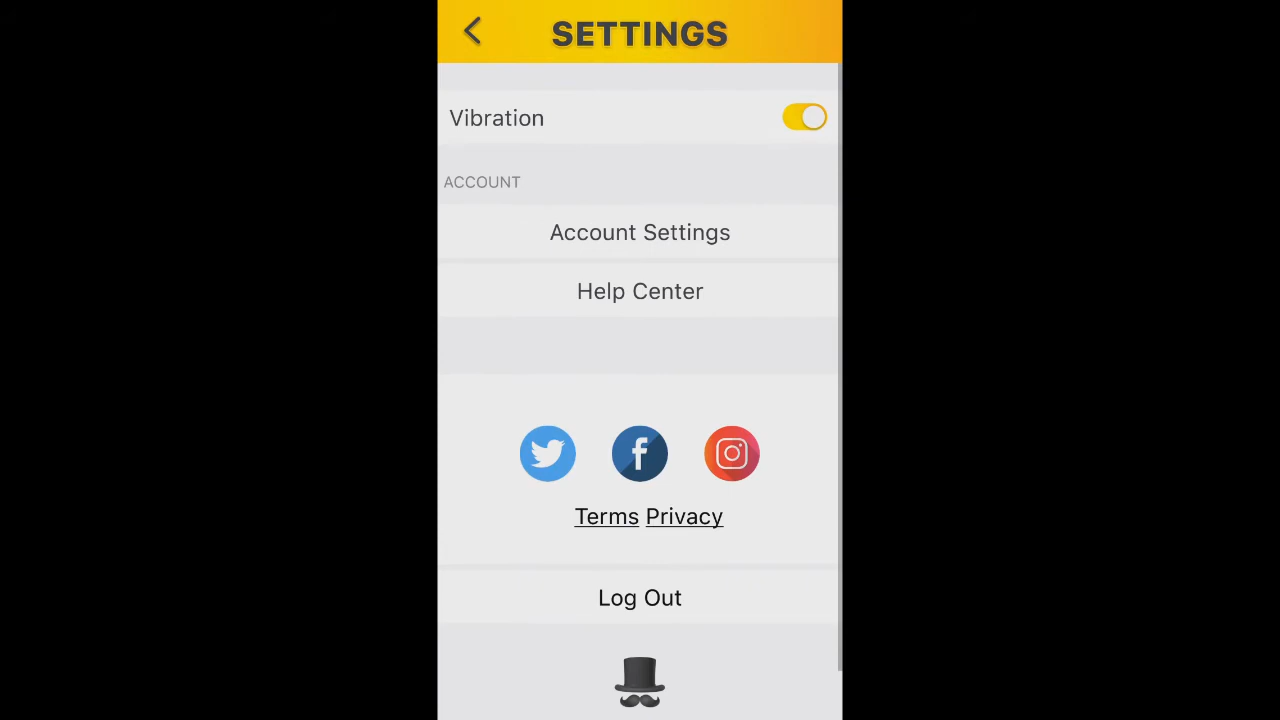 SETTINGS
Vibration
ACCOUNT
Account Settings
Help Center
Terms Privacy
Log Out